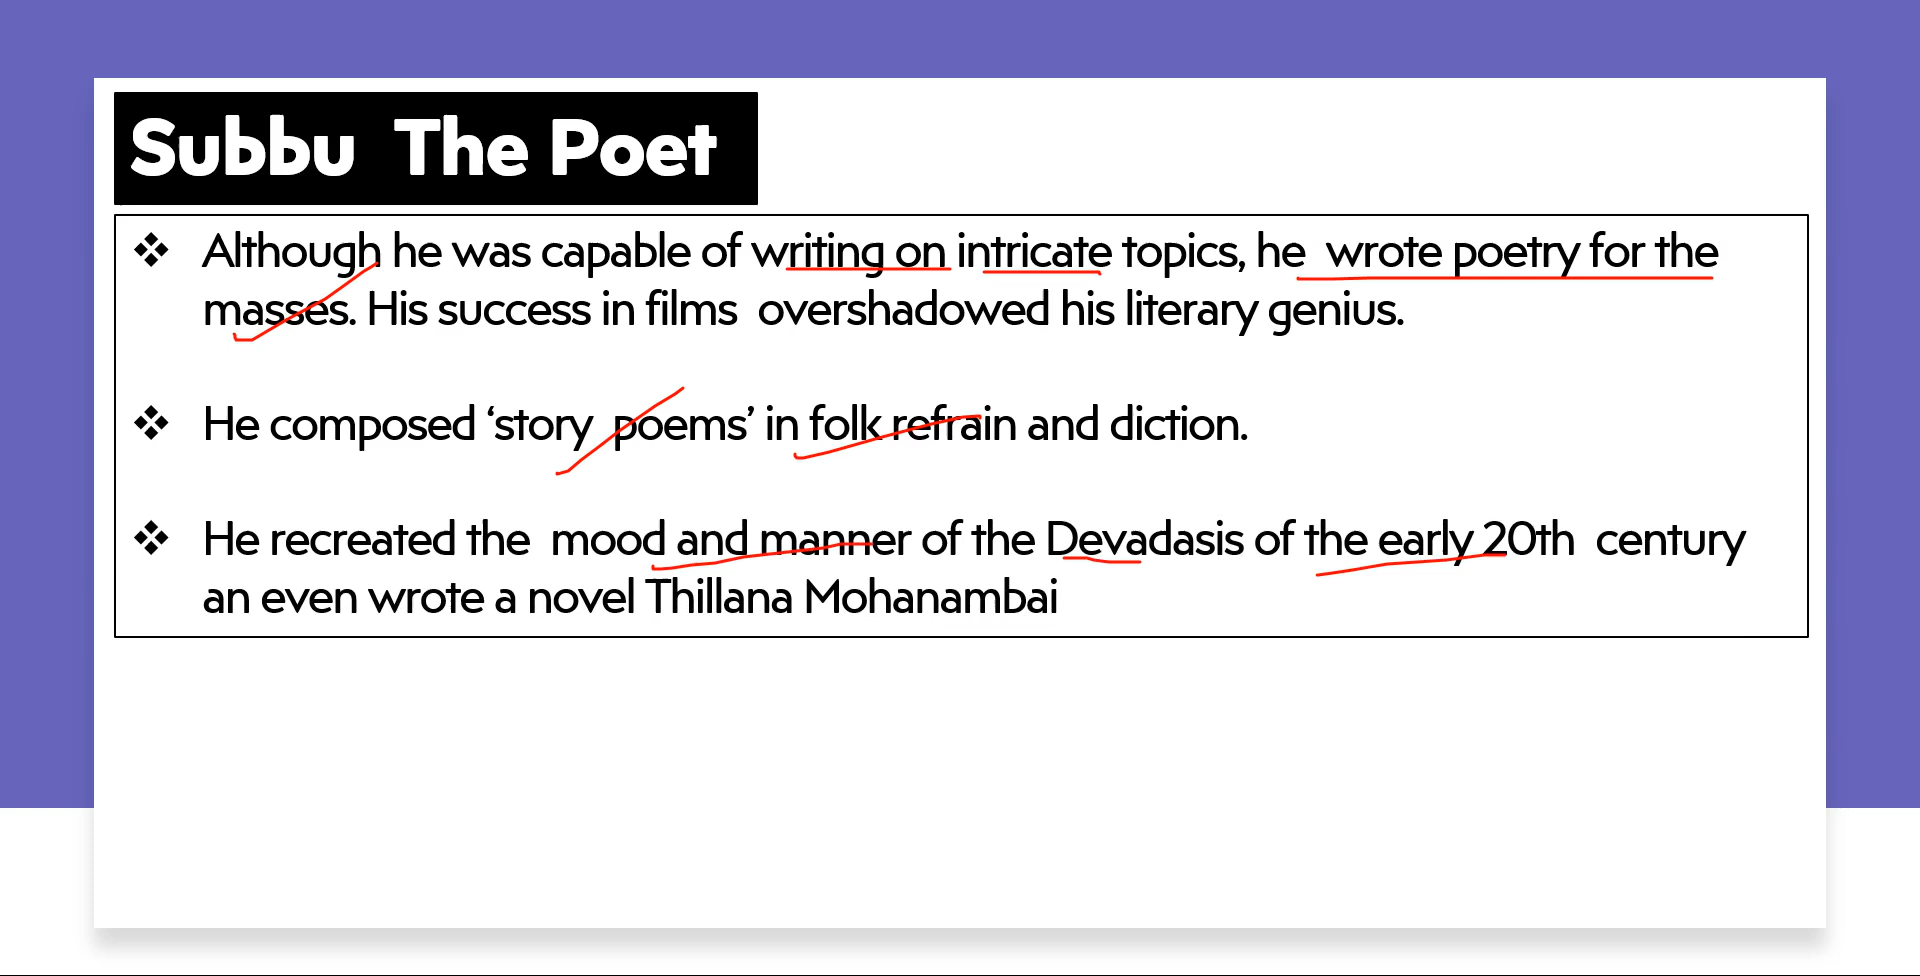 Subbu The Poet
❖ Although he was capable of writing on intricate topics, he wrote poetry for the
masses. His success in films overshadowed his literary genius.
❖ He composed ‘story poems’ in folk refrain and diction.
❖ He recreated the mood and manner of the Devadasis of the early 20th century
an even wrote a novel Thillana Mohanambai